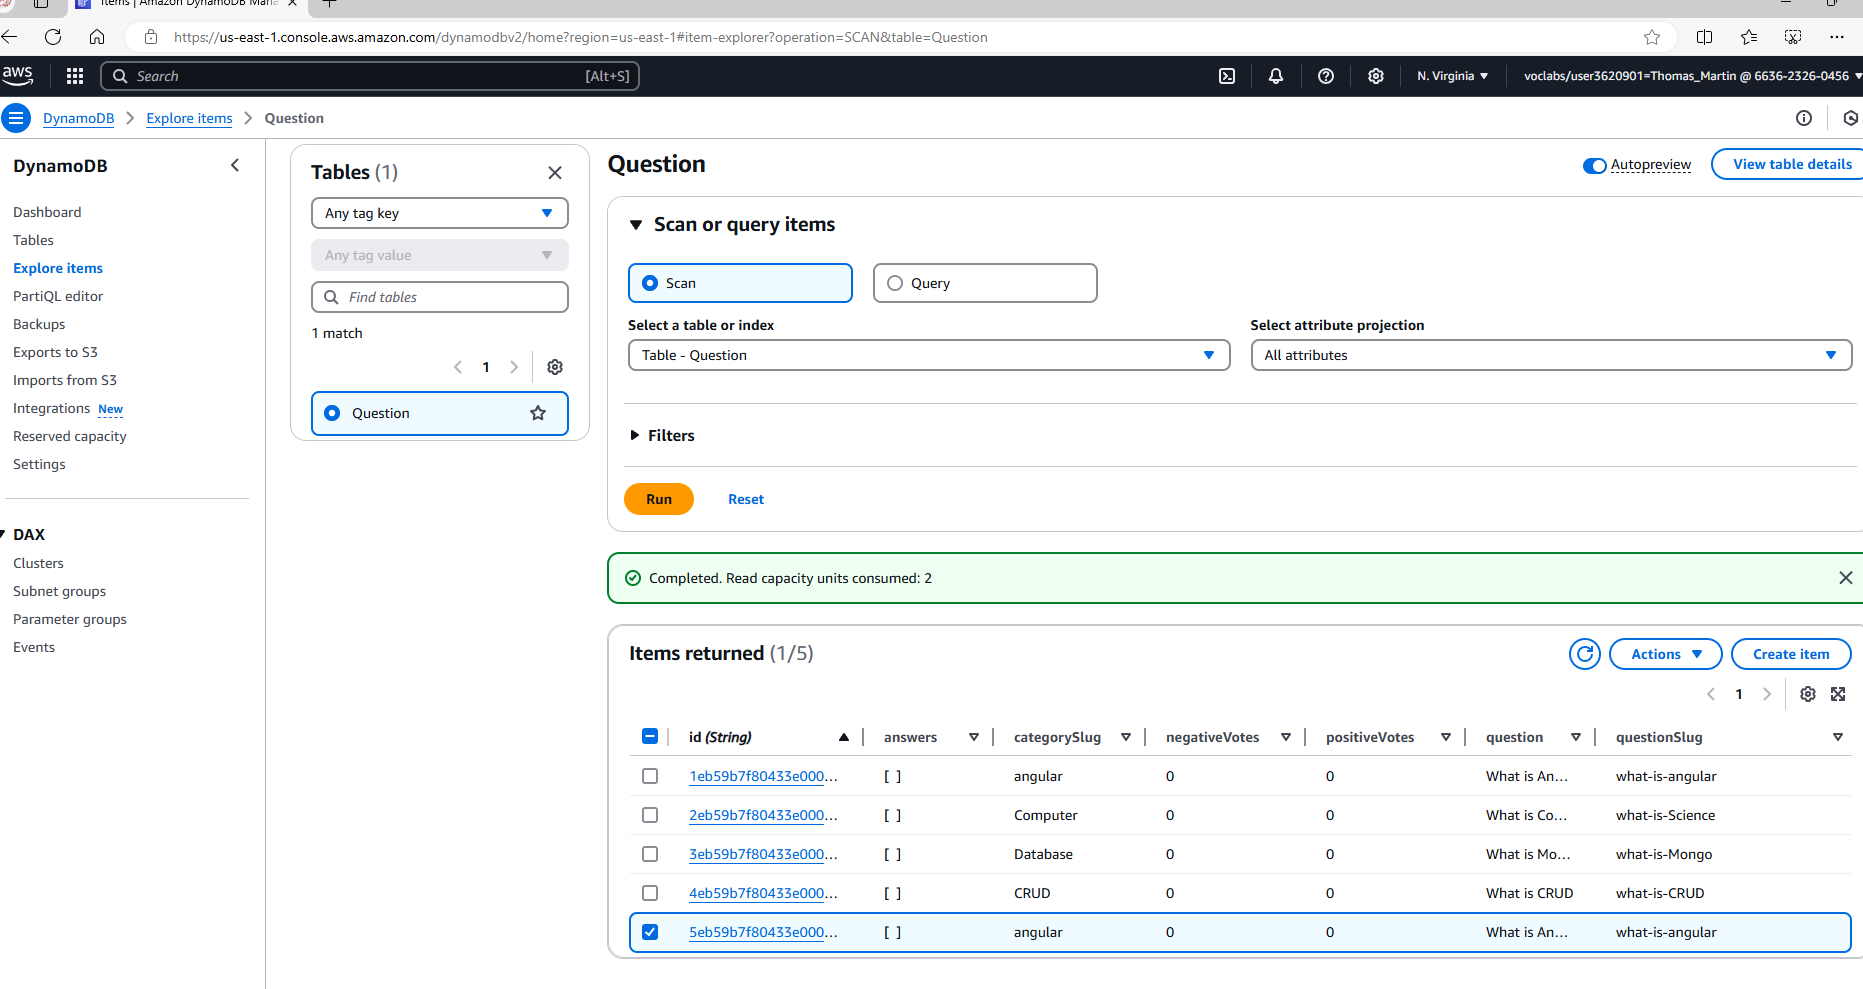 Items | Amazon DynamoDB Mana
https://us-east-1.console.aws.amazon.com/dynamodbv2/home?region=us-east-1#item-explorer?operation=SCAN&table=Question
aws
Search [Alt+S]
N. Virginia
voclabs/user3620901=Thomas_Martin @ 6636-2326-0456
DynamoDB > Explore items > Question
DynamoDB
Dashboard
Tables
Explore items
PartiQL editor
Backups
Exports to S3
Imports from S3
Integrations New
Reserved capacity
Settings
DAX
Clusters
Subnet groups
Parameter groups
Events
Tables (1)
Any tag key
Any tag value
Find tables
1 match
1
Question
Question
Autopreview
View table details
Scan or query items
Scan
Query
Select a table or index
Table - Question
Select attribute projection
All attributes
Filters
Run
Reset
Completed. Read capacity units consumed: 2
Items returned (1/5)
Actions
Create item
1
id (String) answers categorySlug negativeVotes positiveVotes question questionSlug
1eb59b7f80433e000... [ ] angular 0 0 What is An... what-is-angular
2eb59b7f80433e000... [ ] Computer 0 0 What is Co... what-is-Science
3eb59b7f80433e000... [ ] Database 0 0 What is Mo... what-is-Mongo
4eb59b7f80433e000... [ ] CRUD 0 0 What is CRUD what-is-CRUD
5eb59b7f80433e000... [ ] angular 0 0 What is An... what-is-angular